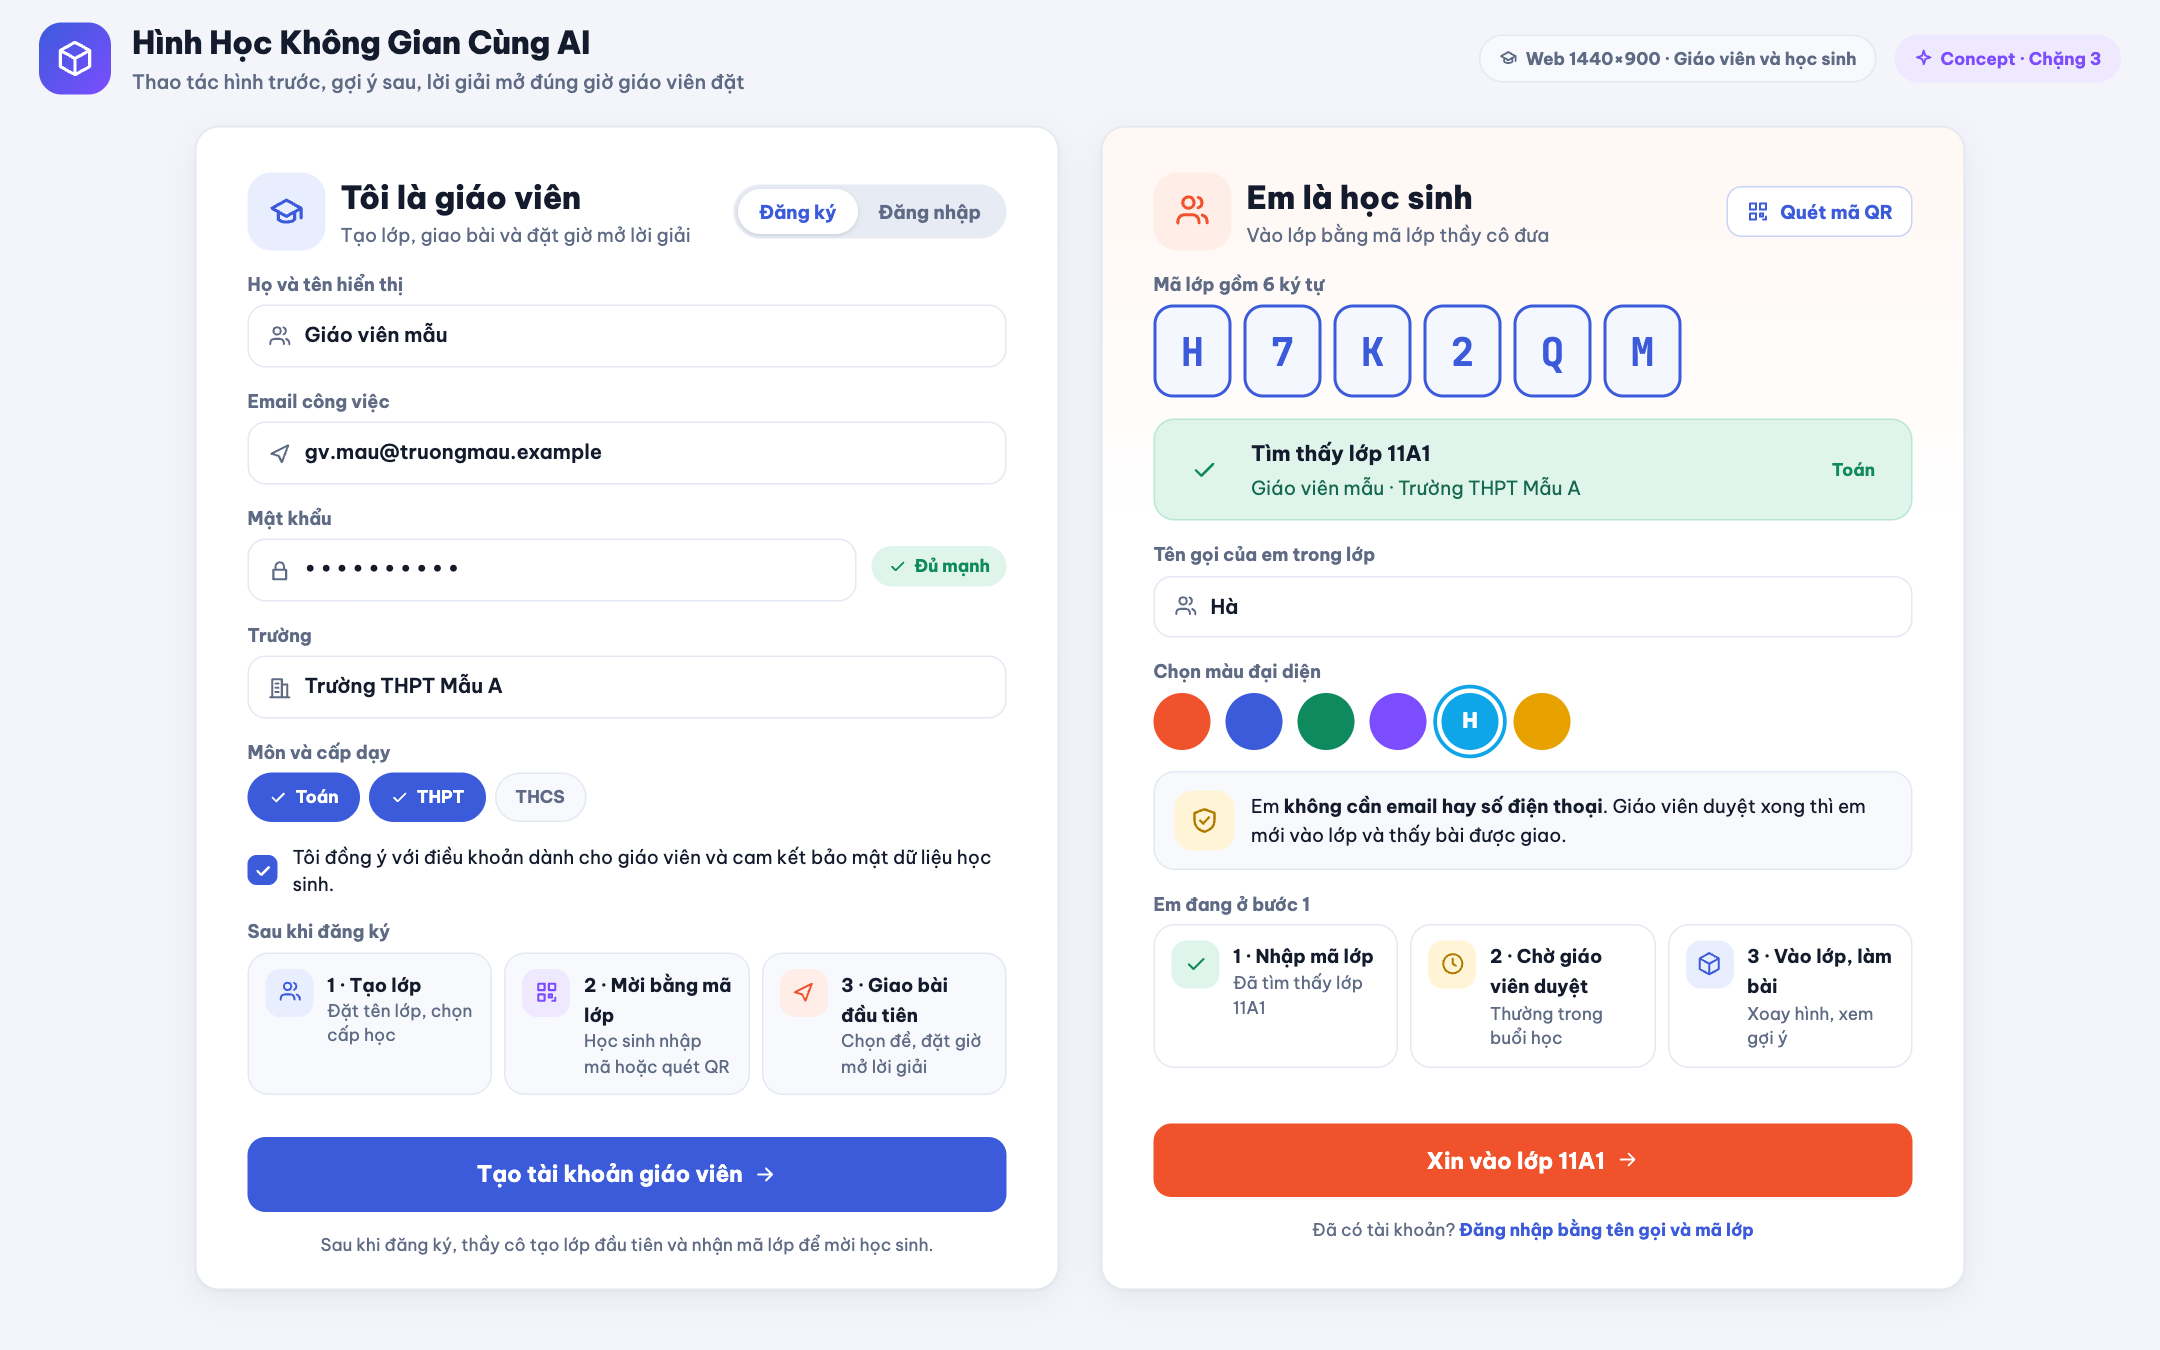 Hình Học Không Gian Cùng AI
Thao tác hình trước, gợi ý sau, lời giải mở đúng giờ giáo viên đặt
Web 1440×900 · Giáo viên và học sinh
Concept · Chặng 3
Tôi là giáo viên
Tạo lớp, giao bài và đặt giờ mở lời giải
Đăng ký
Đăng nhập
Họ và tên hiển thị
Giáo viên mẫu
Email công việc
gv.mau@truongmau.example
Mật khẩu
••••••••••
Đủ mạnh
Trường
Trường THPT Mẫu A
Môn và cấp dạy
Toán
THPT
THCS
Tôi đồng ý với điều khoản dành cho giáo viên và cam kết bảo mật dữ liệu học
sinh.
Sau khi đăng ký
1 · Tạo lớp
Đặt tên lớp, chọn
cấp học
2 · Mời bằng mã
lớp
Học sinh nhập
mã hoặc quét QR
3 · Giao bài
đầu tiên
Chọn đề, đặt giờ
mở lời giải
Tạo tài khoản giáo viên →
Sau khi đăng ký, thầy cô tạo lớp đầu tiên và nhận mã lớp để mời học sinh.
Em là học sinh
Vào lớp bằng mã lớp thầy cô đưa
Quét mã QR
Mã lớp gồm 6 ký tự
H 7 K 2 Q M
Tìm thấy lớp 11A1
Giáo viên mẫu · Trường THPT Mẫu A
Toán
Tên gọi của em trong lớp
Hà
Chọn màu đại diện
H
Em không cần email hay số điện thoại. Giáo viên duyệt xong thì em
mới vào lớp và thấy bài được giao.
Em đang ở bước 1
1 · Nhập mã lớp
Đã tìm thấy lớp
11A1
2 · Chờ giáo
viên duyệt
Thường trong
buổi học
3 · Vào lớp, làm
bài
Xoay hình, xem
gợi ý
Xin vào lớp 11A1 →
Đã có tài khoản? Đăng nhập bằng tên gọi và mã lớp